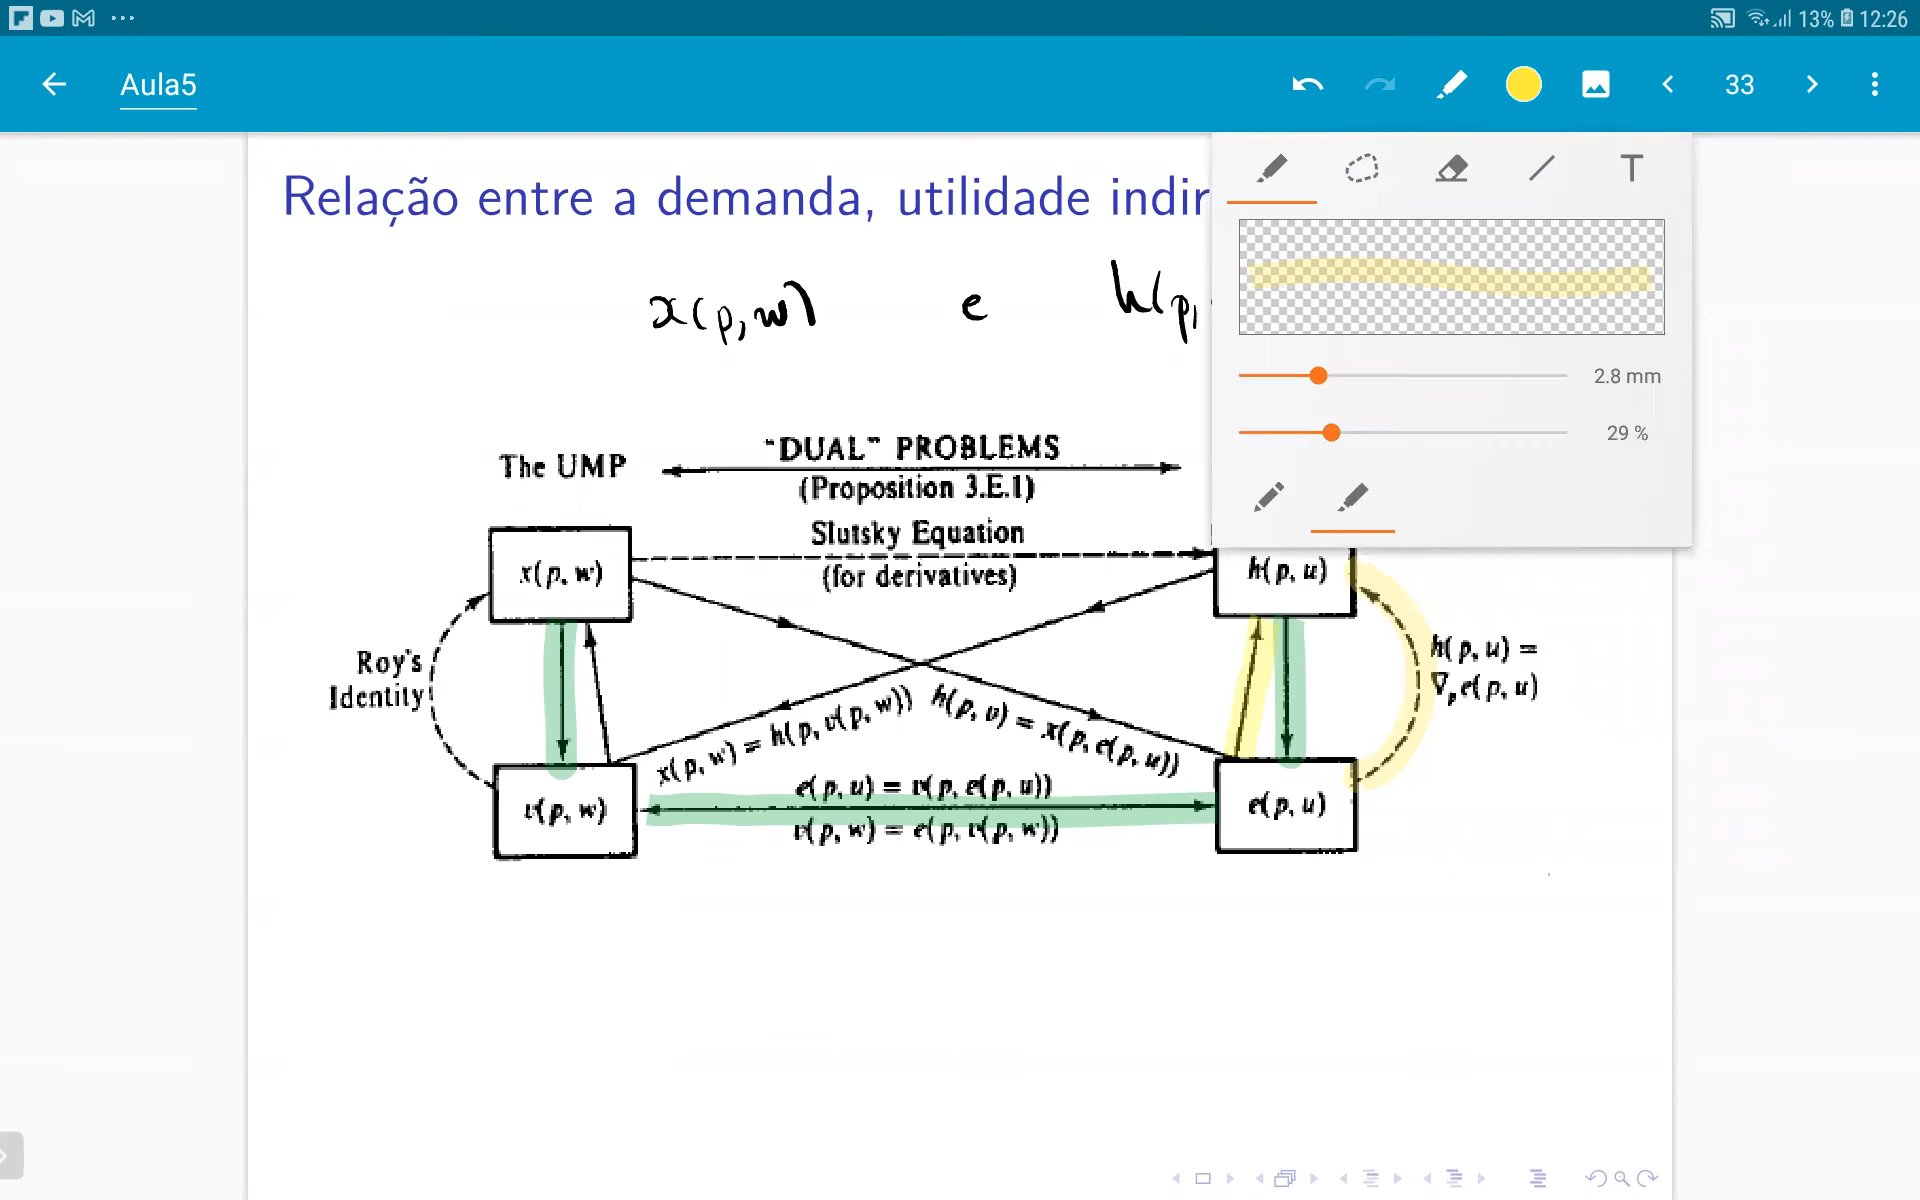 13% 12:26
Aula5
33
Relação entre a demanda, utilidade indir
x(p,w) e h(p,
2.8 mm
29 %
The UMP
"DUAL" PROBLEMS
(Proposition 3.E.1)
Slutsky Equation
(for derivatives)
x(p, w)
h(p, u)
Roy's
Identity
h(p, u) =
∇ₚe(p, u)
x(p, w) = h(p, v(p, w))
h(p, u) = x(p, e(p, u))
e(p, u) = v(p, e(p, u))
v(p, w) = e(p, v(p, w))
v(p, w)
e(p, u)
T